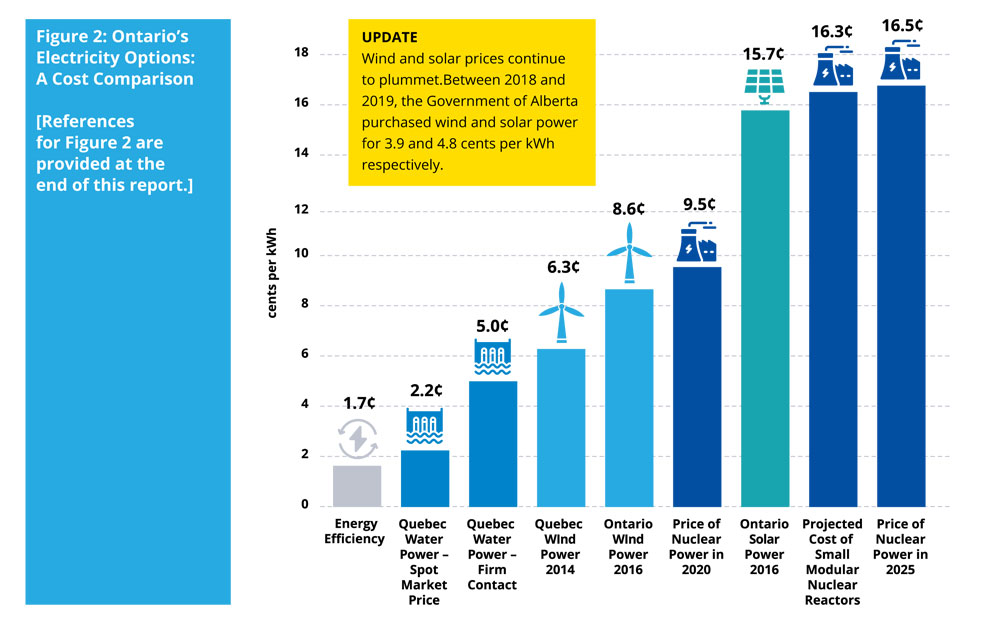 Figure 2: Ontario's
Electricity Options:
A Cost Comparison
[References
for Figure 2 are
provided at the
end of this report.]
UPDATE
Wind and solar prices continue
to plummet.Between 2018 and
2019, the Government of Alberta
purchased wind and solar power
for 3.9 and 4.8 cents per kWh
respectively.
cents per kWh
18
16
14
12
10
8
6
4
2
0
1.7¢
2.2¢
5.0¢
6.3¢
8.6¢
9.5¢
15.7¢
16.3¢
16.5¢
Energy
Efficiency
Quebec
Water
Power –
Spot
Market
Price
Quebec
Water
Power –
Firm
Contact
Quebec
WInd
Power
2014
Ontario
WInd
Power
2016
Price of
Nuclear
Power in
2020
Ontario
Solar
Power
2016
Projected
Cost of
Small
Modular
Nuclear
Reactors
Price of
Nuclear
Power in
2025